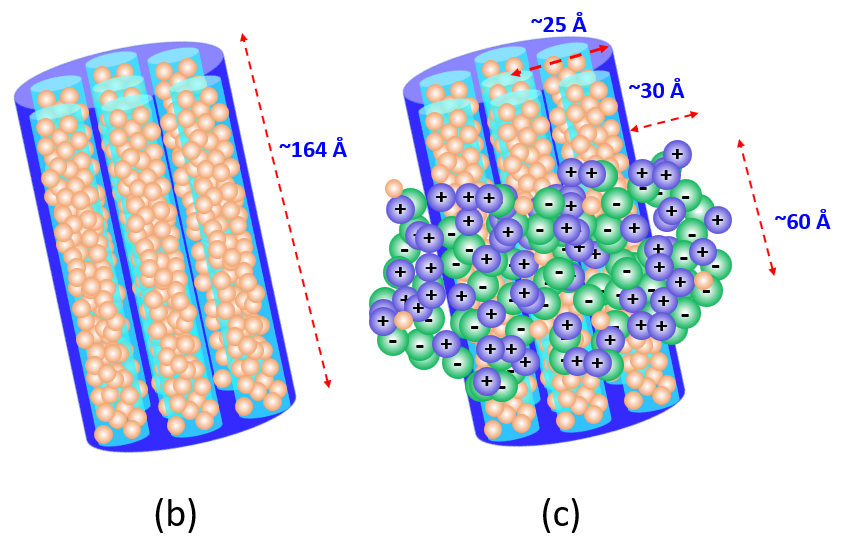 ~25 Å
~30 Å
~164 Å
~60 Å
(b)
(c)